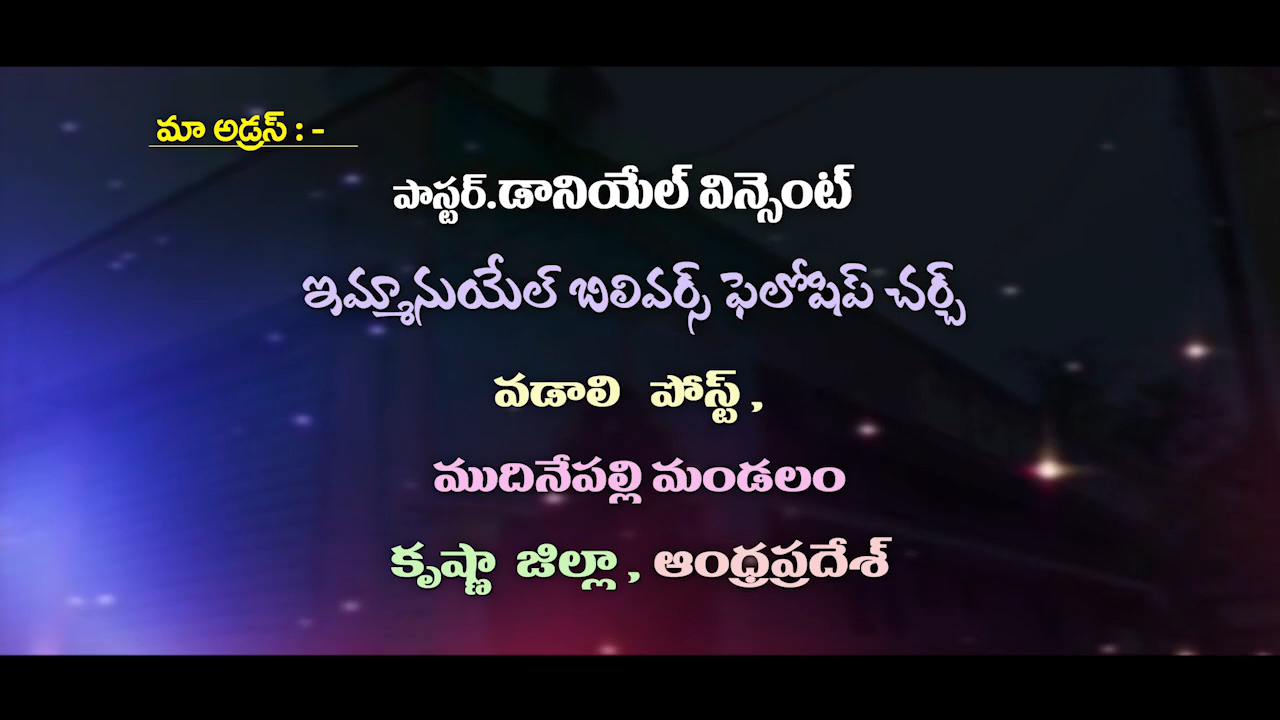 మా అడ్రస్ : -
పాస్టర్.డానియేల్ విన్సెంట్
ఇమ్మానుయేల్ బిలివర్స్ ఫెలోషిప్ చర్చ్
వడాలి పోస్ట్ ,
ముదినేపల్లి మండలం
కృష్ణా జిల్లా , ఆంధ్రప్రదేశ్